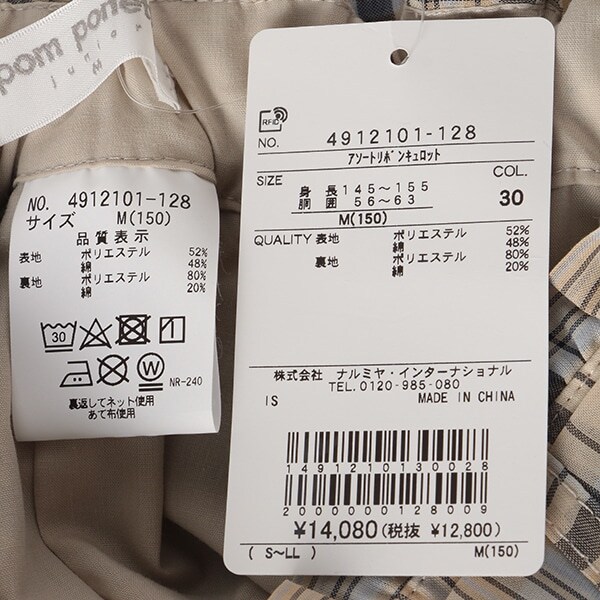 pom ponette
junior
M
NO. 4912101-128
サイズ M(150)
品質表示
表地 ポリエステル 52%
綿 48%
裏地 ポリエステル 80%
綿 20%
30
W
NR-240
裏返してネット使用
あて布使用
RFID
NO. 4912101-128
アソートリボンキュロット
SIZE 身長 145~155 COL.
胴囲 56~63 30
M(150)
QUALITY 表地 ポリエステル 52%
綿 48%
裏地 ポリエステル 80%
綿 20%
株式会社 ナルミヤ・インターナショナル
TEL. 0120-985-080
IS MADE IN CHINA
1491210130028
2000000128009
¥14,080(税抜 ¥12,800)
( S~LL ) M(150)